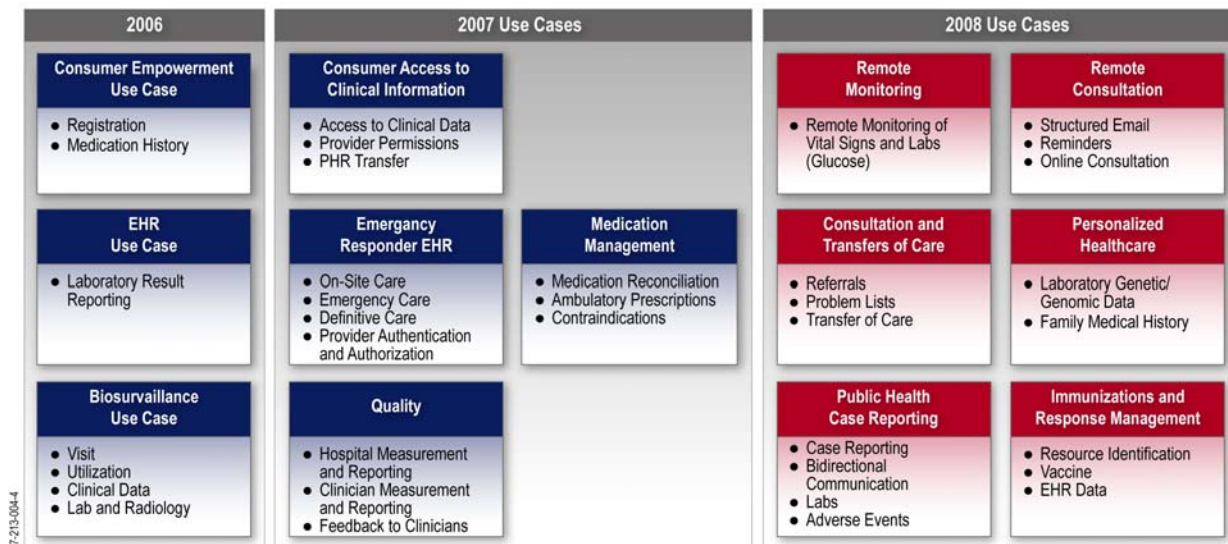 2006
Consumer Empowerment
Use Case
● Registration
● Medication History
EHR
Use Case
● Laboratory Result
Reporting
Biosurvaillance
Use Case
● Visit
● Utilization
● Clinical Data
● Lab and Radiology
2007 Use Cases
Consumer Access to
Clinical Information
● Access to Clinical Data
● Provider Permissions
● PHR Transfer
Emergancy
Responder EHR
● On-Site Care
● Emergency Care
● Definitive Care
● Provider Authentication
and Authorization
Medication
Management
● Medication Reconciliation
● Ambulatory Prescriptions
● Contraindications
Quality
● Hospital Measurement
and Reporting
● Clinician Measurement
and Reporting
● Feedback to Clinicians
2008 Use Cases
Remote
Monitoring
● Remote Monitoring of
Vital Signs and Labs
(Glucose)
Remote
Consultation
● Structured Email
● Reminders
● Online Consultation
Consultation and
Transfers of Care
● Referrals
● Problem Lists
● Transfer of Care
Personalized
Healthcare
● Laboratory Genetic/
Genomic Data
● Family Medical History
Public Health
Case Reporting
● Case Reporting
● Bidirectional
Communication
● Labs
● Adverse Events
Immunizations and
Response Management
● Resource Identification
● Vaccine
● EHR Data
7-213-004-4